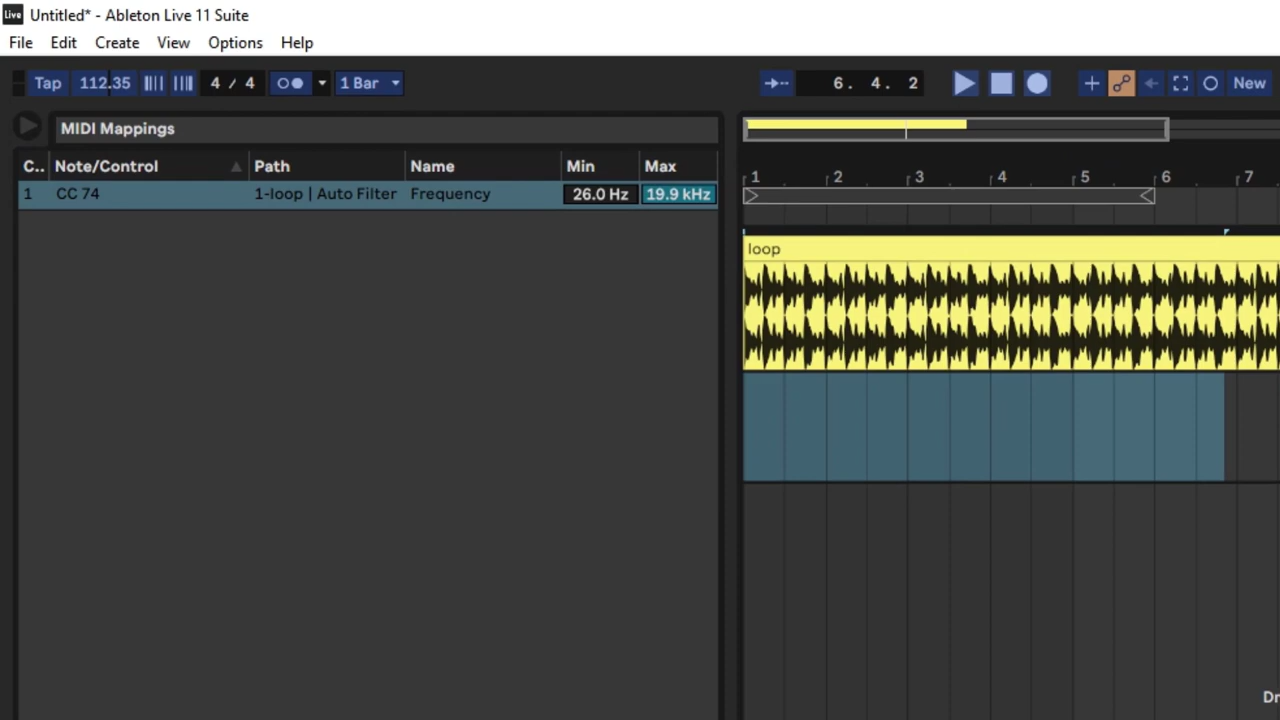 Live Untitled* - Ableton Live 11 Suite
File Edit Create View Options Help
Tap 112.35 4 / 4 1 Bar 6. 4. 2 New
MIDI Mappings
C.. Note/Control Path Name Min Max
1 CC 74 1-loop | Auto Filter Frequency 26.0 Hz 19.9 kHz
1 2 3 4 5 6 7
loop
Dr